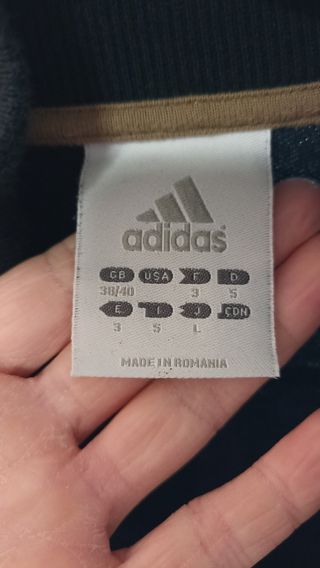 adidas
GB USA F D
38/40 3 5
E I J CDN
3 S L
MADE IN ROMANIA